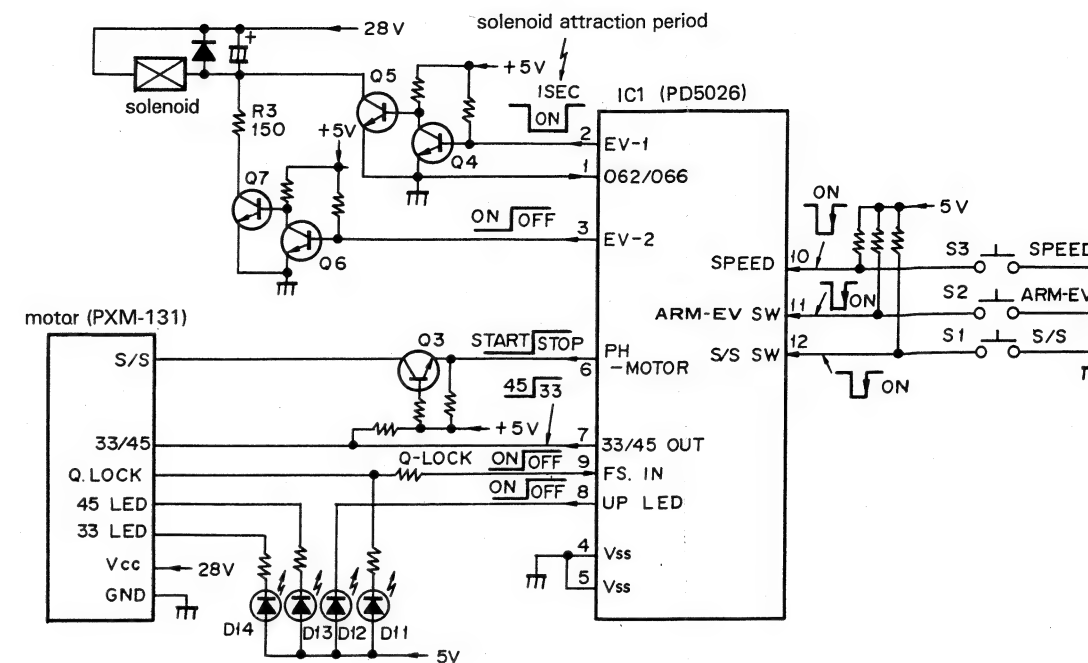 solenoid attraction period
28V
+
+5V
Q5
1SEC
ON
IC1 (PD5026)
solenoid
R3
150
+5V
Q4
2
EV-1
1
062/066
Q7
ON OFF
3
EV-2
Q6
ON
5V
SPEED
10
S3
SPEED
ARM-EV SW
11
ON
S2
ARM-EV
S/S SW
12
S1
S/S
ON
motor (PXM-131)
S/S
Q3
START STOP
6
PH
-MOTOR
45 33
+5V
33/45
7
33/45 OUT
Q.LOCK
Q-LOCK
ON OFF
9
FS. IN
45 LED
ON OFF
8
UP LED
33 LED
Vcc
28V
4
Vss
GND
5
Vss
D14
D13
D12
D11
5V